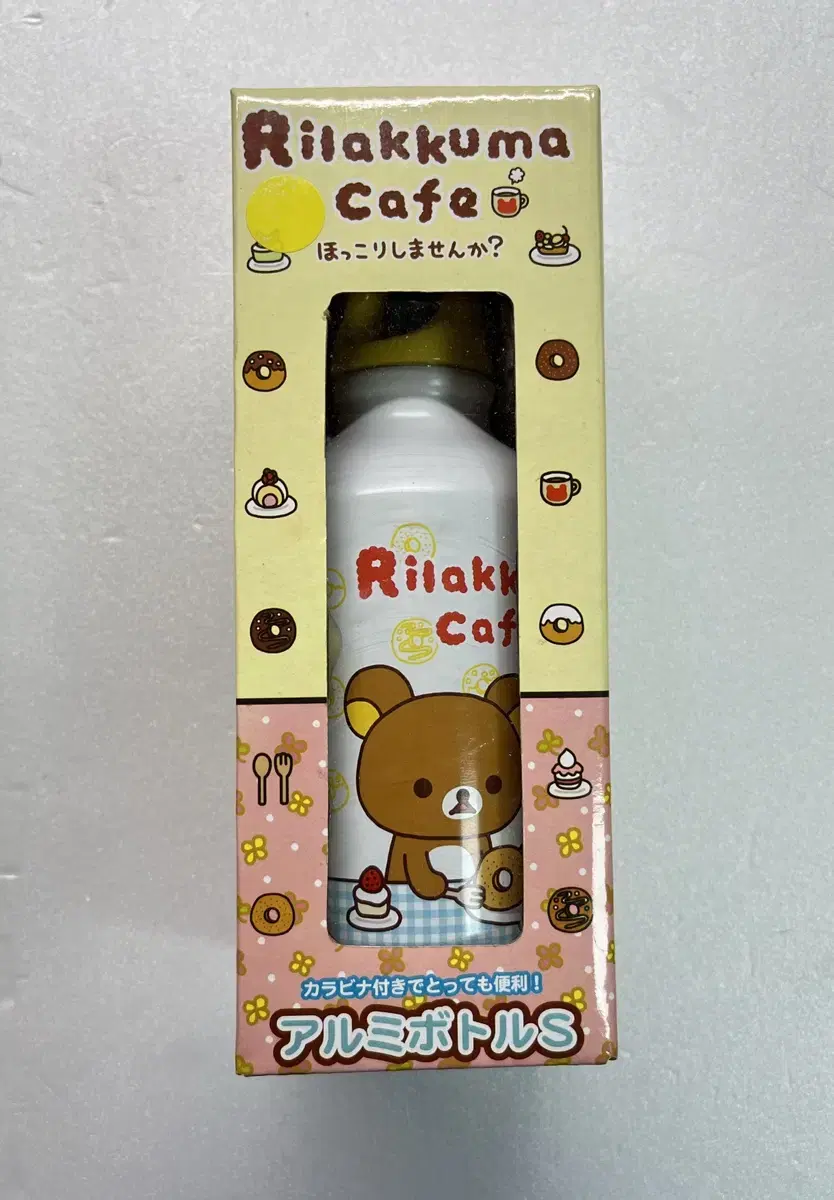 Rilakkuma
Cafe
ほっこりしませんか?
Rilakk
Caf
カラビナ付きでとっても便利!
アルミボトルS